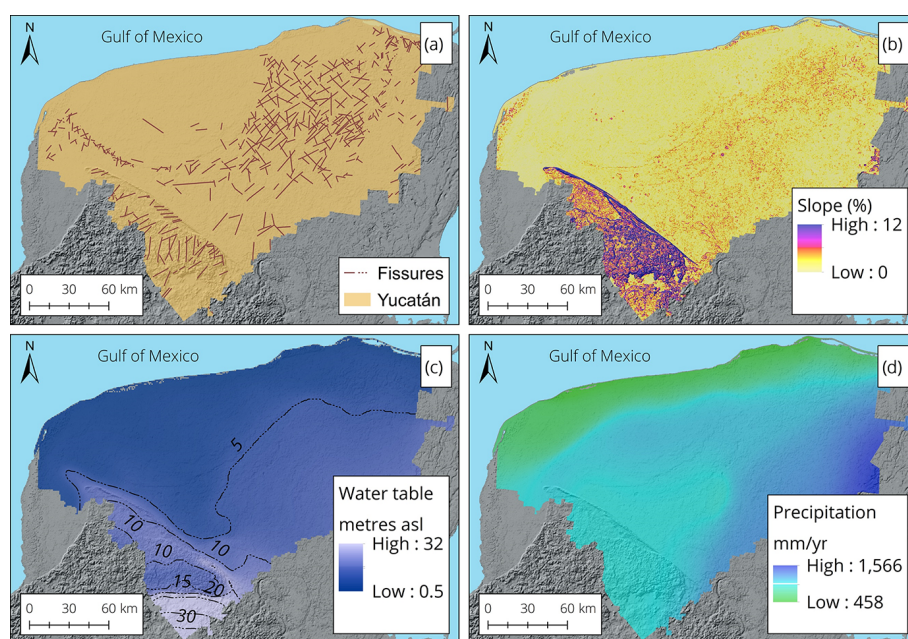 N
Gulf of Mexico
(a)
Fissures
Yucatán
0 30 60 km
N
Gulf of Mexico
(b)
Slope (%)
High : 12
Low : 0
0 30 60 km
N
Gulf of Mexico
(c)
5
10
10
10
15
20
30
Water table
metres asl
High : 32
Low : 0.5
0 30 60 km
N
Gulf of Mexico
(d)
Precipitation
mm/yr
High : 1,566
Low : 458
0 30 60 km